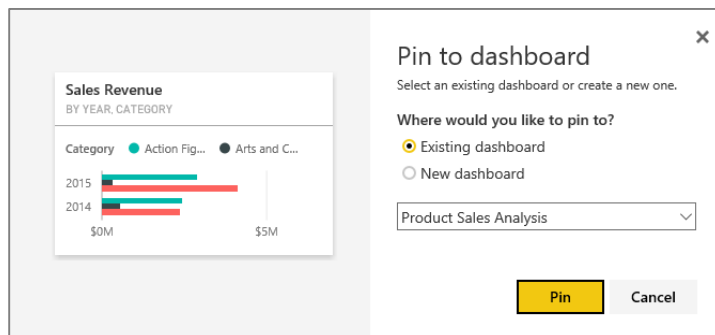 Sales Revenue
BY YEAR, CATEGORY
Category Action Fig... Arts and C...
2015
2014
$0M $5M
Pin to dashboard
Select an existing dashboard or create a new one.
Where would you like to pin to?
Existing dashboard
New dashboard
Product Sales Analysis
Pin Cancel